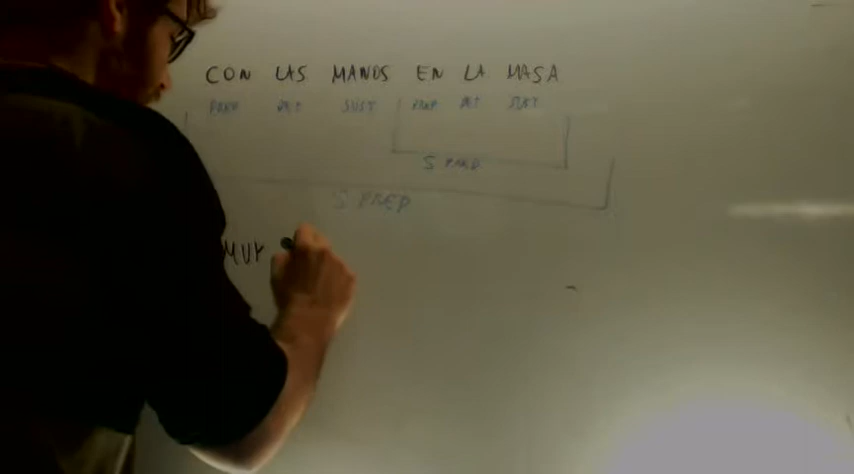 CON LAS MANOS EN LA MASA
PREP DET SUST PREP DET SUST
S PREP
S PREP
MUY